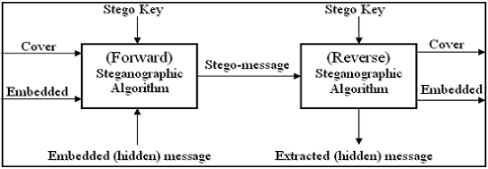 Stego Key
Stego Key
Cover
Embedded
(Forward)
Steganographic
Algorithm
Stego-message
(Reverse)
Steganographic
Algorithm
Cover
Embedded
Embedded (hidden) message
Extracted (hidden) message